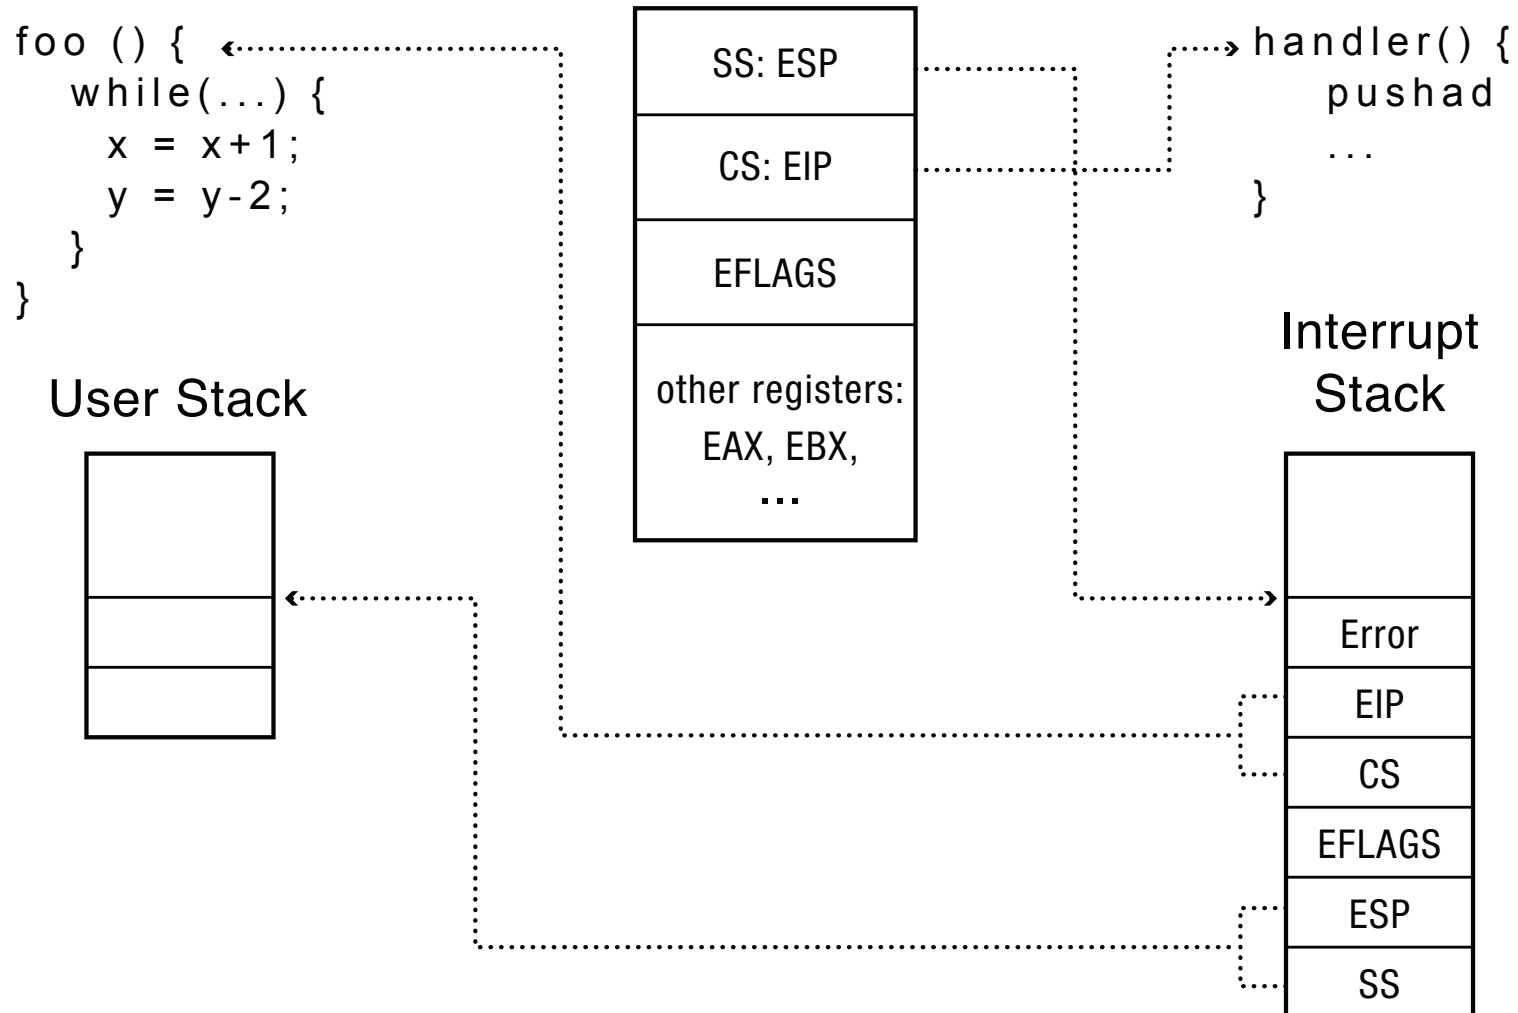 foo () {
while(...) {
x = x+1;
y = y-2;
}
}
User Stack
SS: ESP
CS: EIP
EFLAGS
other registers:
EAX, EBX,
...
handler() {
pushad
...
}
Interrupt
Stack
Error
EIP
CS
EFLAGS
ESP
SS